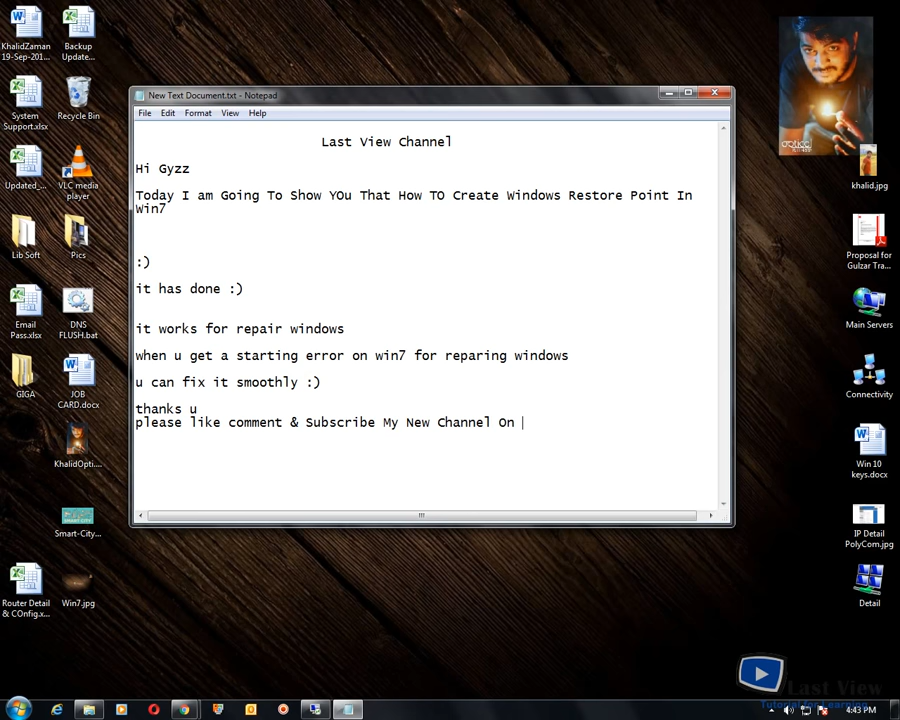 KhalidZaman
19-Sep-201...
Backup
Update...
System
Support.xlsx
Recycle Bin
Updated_...
VLC media
player
Lib Soft
Pics
Email
Pass.xlsx
DNS
FLUSH.bat
GIGA
JOB
CARD.docx
KhalidOpti....
Smart-City...
Router Detail
& COnfig.x...
Win7.jpg
New Text Document.txt - Notepad
File Edit Format View Help
Last View Channel
Hi Gyzz
Today I am Going To Show YOu That How TO Create Windows Restore Point In
Win7
:)
it has done :)
it works for repair windows
when u get a starting error on win7 for reparing windows
u can fix it smoothly :)
thanks u
please like comment & Subscribe My New Channel On
khalid.jpg
Proposal for
Gulzar Tra...
Main Servers
Connectivity
Win 10
keys.docx
IP Detail
PolyCom.jpg
Detail
Last View
Tutorial for Learning
4:43 PM